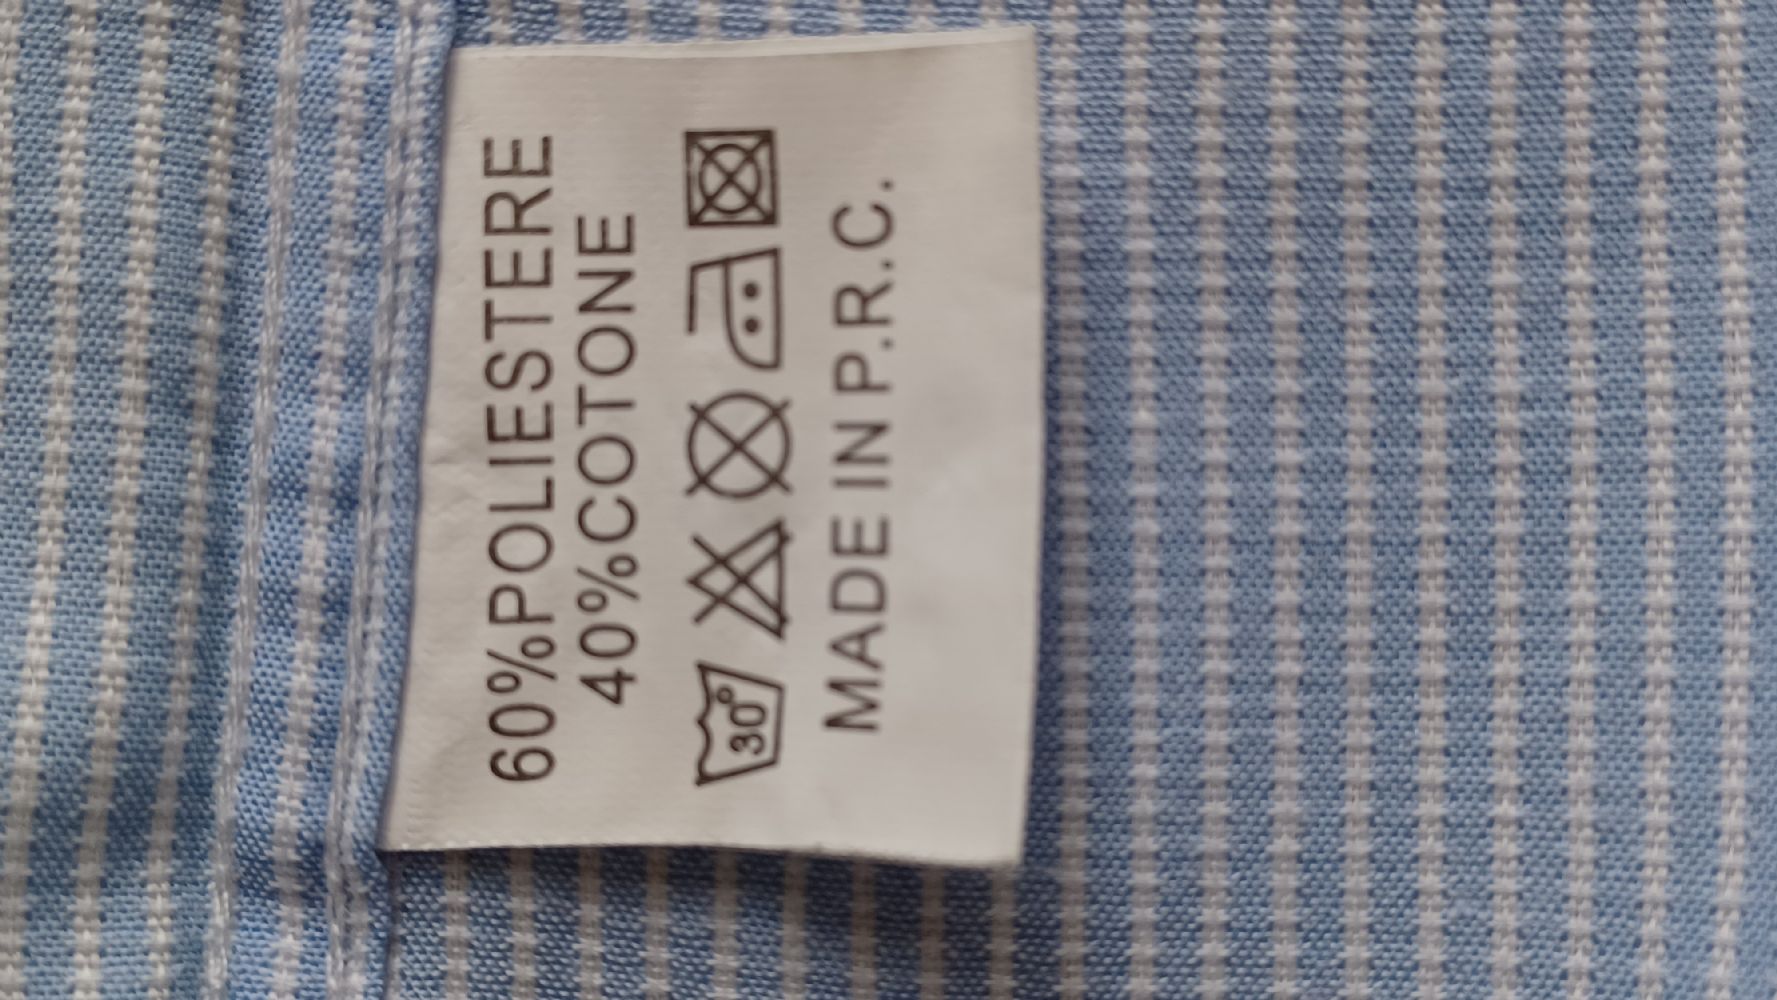 60%POLIESTERE
40%COTONE
30°
MADE IN P.R.C.